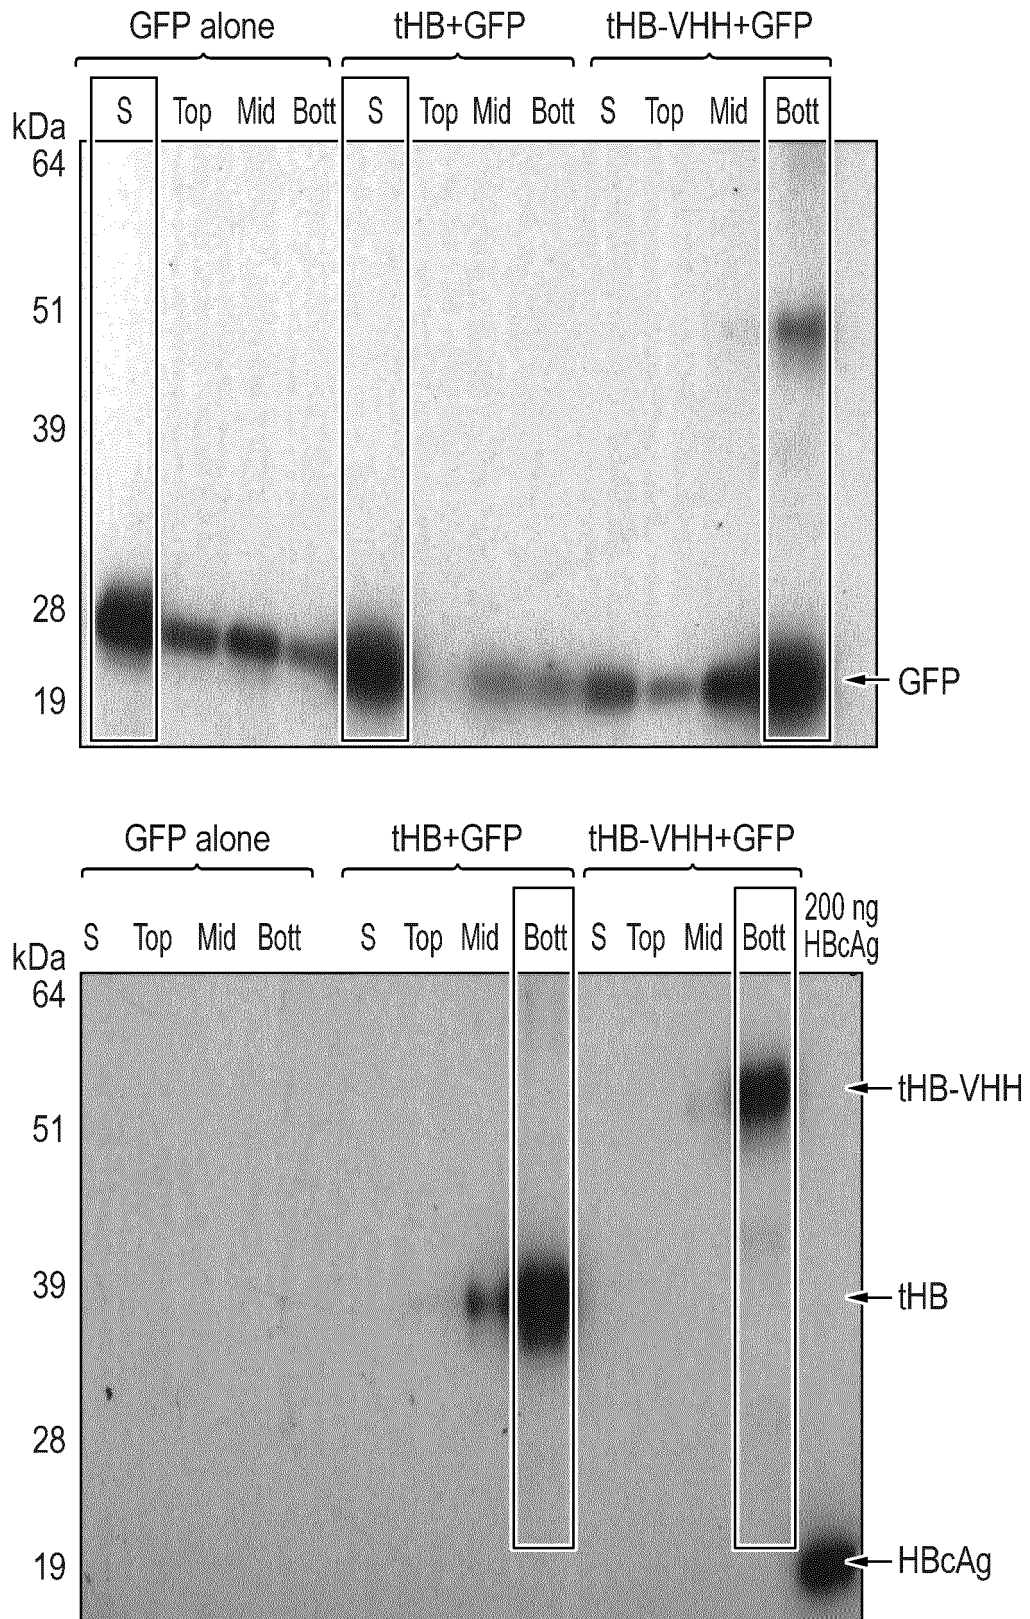 GFP alone tHB+GFP tHB-VHH+GFP
S Top Mid Bott S Top Mid Bott S Top Mid Bott
kDa
64
51
39
28
19
GFP
GFP alone tHB+GFP tHB-VHH+GFP
200 ng
HBcAg
S Top Mid Bott S Top Mid Bott S Top Mid Bott
kDa
64
tHB-VHH
51
39
tHB
28
19
HBcAg